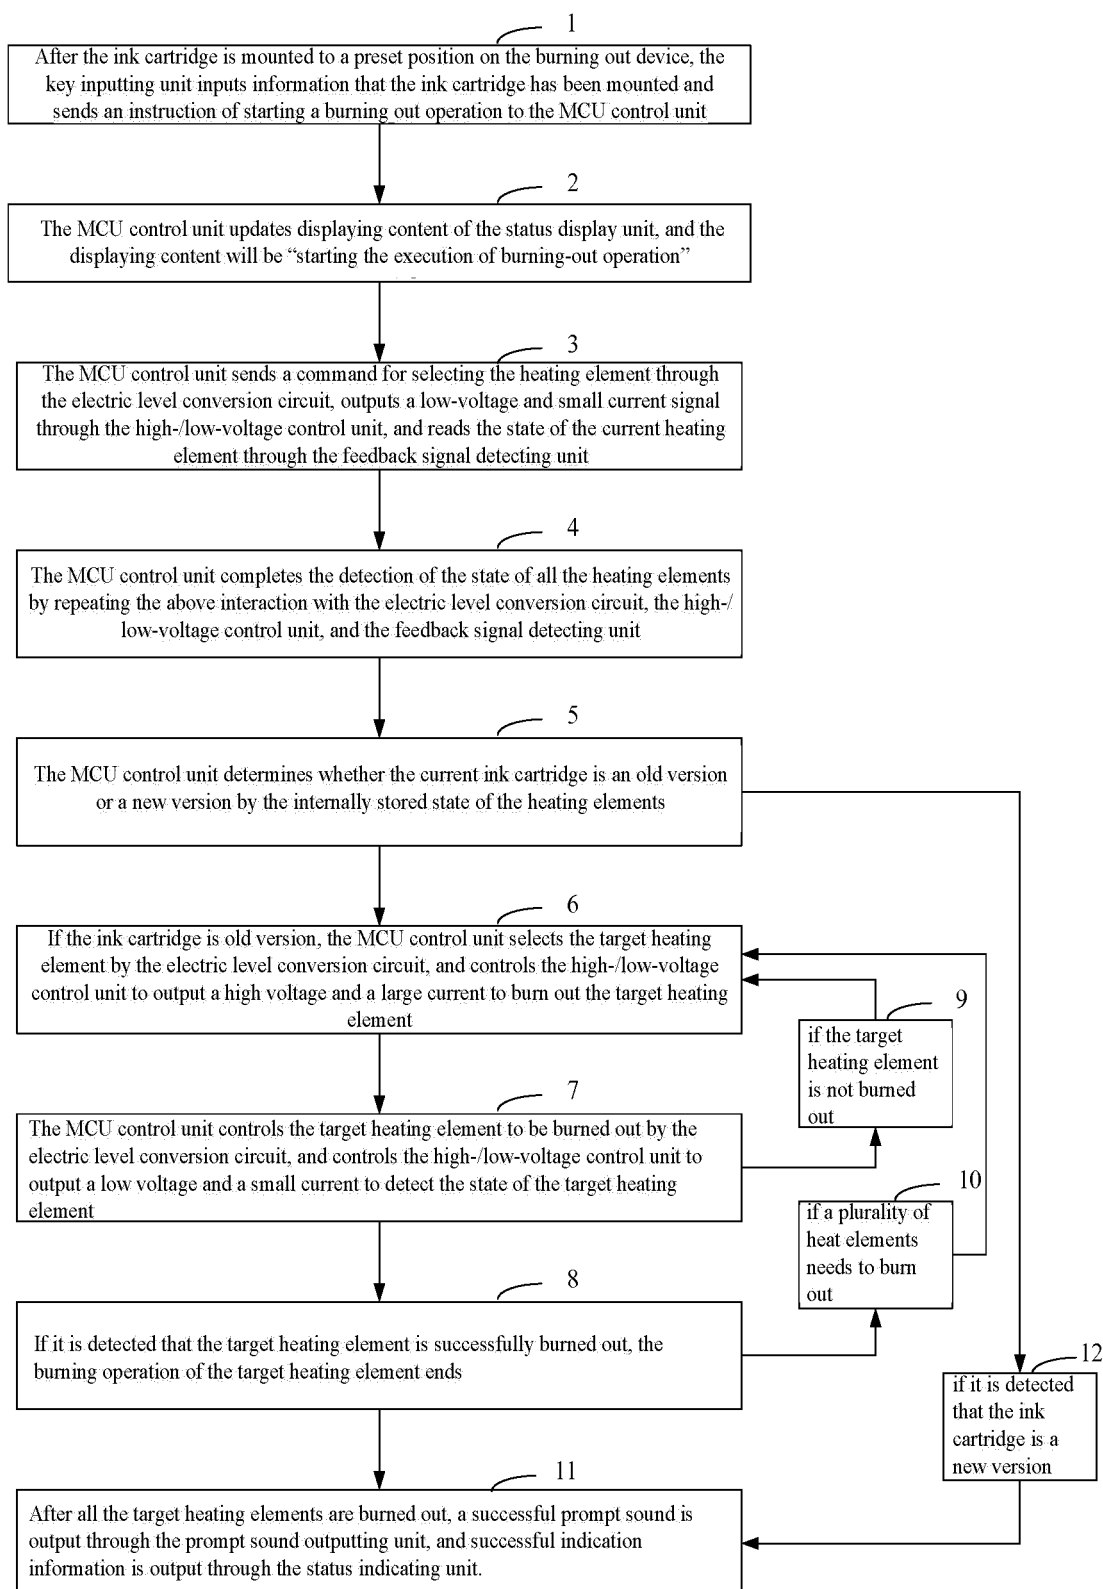 1
After the ink cartridge is mounted to a preset position on the burning out device, the
key inputting unit inputs information that the ink cartridge has been mounted and
sends an instruction of starting a burning out operation to the MCU control unit
2
The MCU control unit updates displaying content of the status display unit, and the
displaying content will be “starting the execution of burning-out operation”
3
The MCU control unit sends a command for selecting the heating element through
the electric level conversion circuit, outputs a low-voltage and small current signal
through the high-/low-voltage control unit, and reads the state of the current heating
element through the feedback signal detecting unit
4
The MCU control unit completes the detection of the state of all the heating elements
by repeating the above interaction with the electric level conversion circuit, the high-/
low-voltage control unit, and the feedback signal detecting unit
5
The MCU control unit determines whether the current ink cartridge is an old version
or a new version by the internally stored state of the heating elements
6
If the ink cartridge is old version, the MCU control unit selects the target heating
element by the electric level conversion circuit, and controls the high-/low-voltage
control unit to output a high voltage and a large current to burn out the target heating
element
9
if the target
heating element
is not burned
out
7
The MCU control unit controls the target heating element to be burned out by the
electric level conversion circuit, and controls the high-/low-voltage control unit to
output a low voltage and a small current to detect the state of the target heating
element
10
if a plurality of
heat elements
needs to burn
out
8
If it is detected that the target heating element is successfully burned out, the
burning operation of the target heating element ends
12
if it is detected
that the ink
cartridge is a
new version
11
After all the target heating elements are burned out, a successful prompt sound is
output through the prompt sound outputting unit, and successful indication
information is output through the status indicating unit.